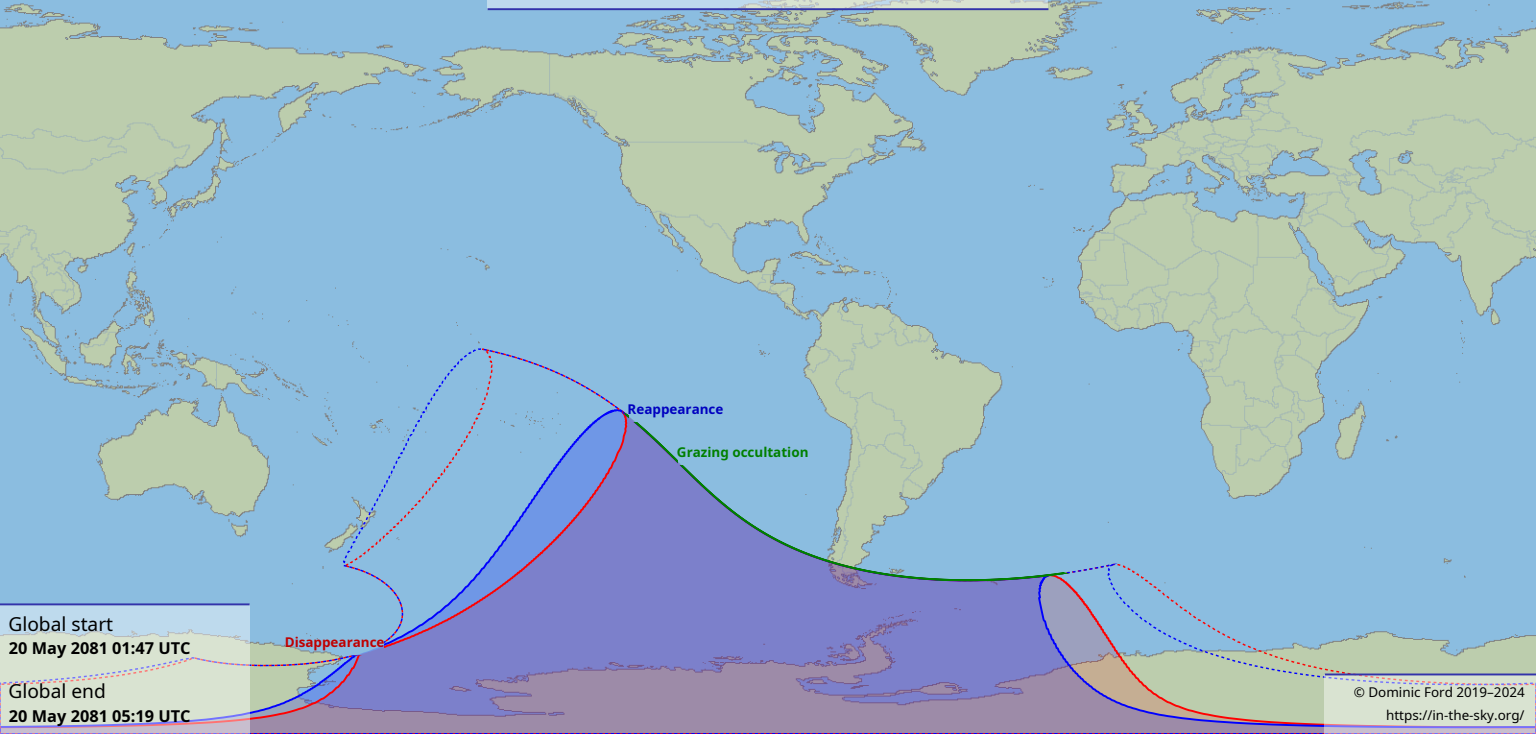 Reappearance
Grazing occultation
Disappearance
Global start
20 May 2081 01:47 UTC
Global end
20 May 2081 05:19 UTC
© Dominic Ford 2019–2024
https://in-the-sky.org/